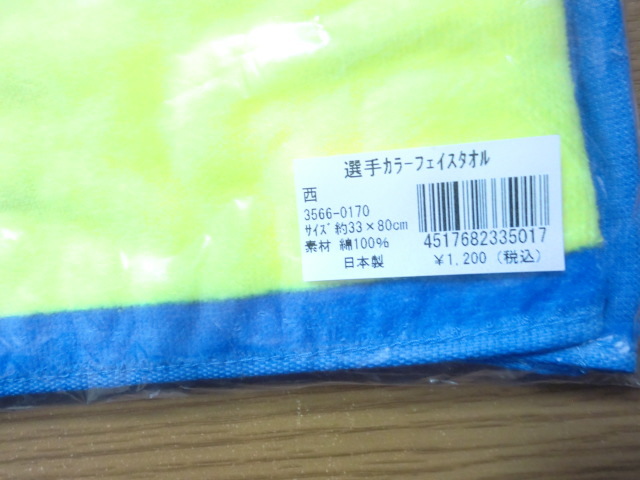 選手ｶﾗｰﾌｪｲｽﾀｵﾙ
西
3566-0170
ｻｲｽﾞ約33×80cm
素材 綿100%
日本製
4517682335017
￥1,200（税込）